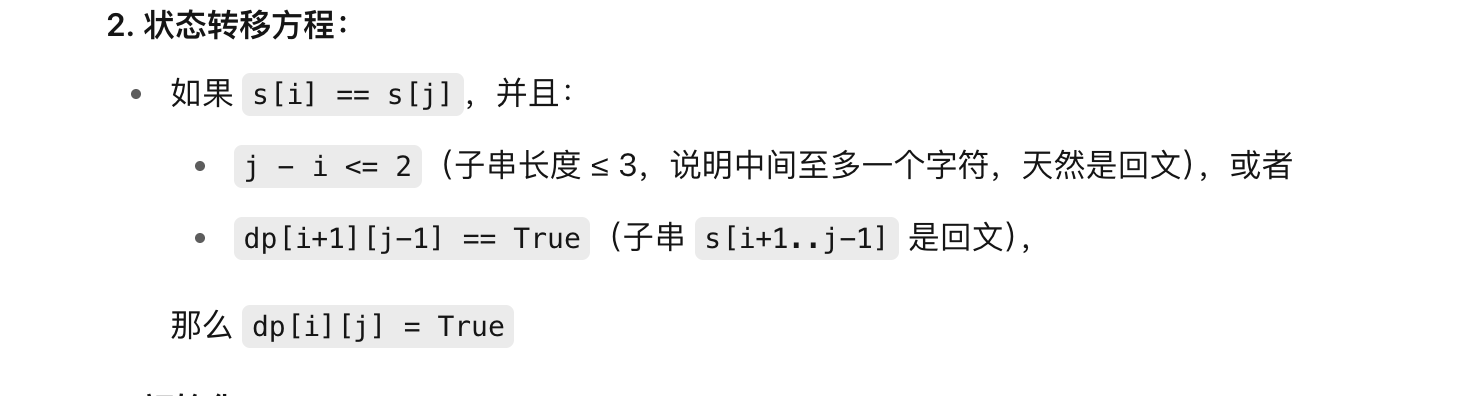 2. 状态转移方程：
如果 s[i] == s[j]，并且：
j - i <= 2（子串长度 ≤ 3，说明中间至多一个字符，天然是回文），或者
dp[i+1][j-1] == True（子串 s[i+1..j-1] 是回文），
那么 dp[i][j] = True